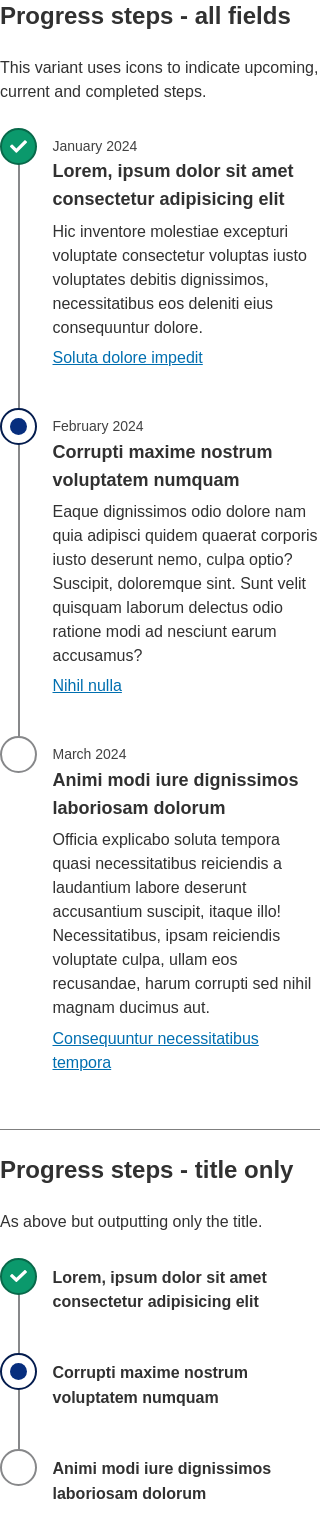 Progress steps - all fields
This variant uses icons to indicate upcoming,
current and completed steps.
January 2024
Lorem, ipsum dolor sit amet
consectetur adipisicing elit
Hic inventore molestiae excepturi
voluptate consectetur voluptas iusto
voluptates debitis dignissimos,
necessitatibus eos deleniti eius
consequuntur dolore.
Soluta dolore impedit
February 2024
Corrupti maxime nostrum
voluptatem numquam
Eaque dignissimos odio dolore nam
quia adipisci quidem quaerat corporis
iusto deserunt nemo, culpa optio?
Suscipit, doloremque sint. Sunt velit
quisquam laborum delectus odio
ratione modi ad nesciunt earum
accusamus?
Nihil nulla
March 2024
Animi modi iure dignissimos
laboriosam dolorum
Officia explicabo soluta tempora
quasi necessitatibus reiciendis a
laudantium labore deserunt
accusantium suscipit, itaque illo!
Necessitatibus, ipsam reiciendis
voluptate culpa, ullam eos
recusandae, harum corrupti sed nihil
magnam ducimus aut.
Consequuntur necessitatibus
tempora
Progress steps - title only
As above but outputting only the title.
Lorem, ipsum dolor sit amet
consectetur adipisicing elit
Corrupti maxime nostrum
voluptatem numquam
Animi modi iure dignissimos
laboriosam dolorum